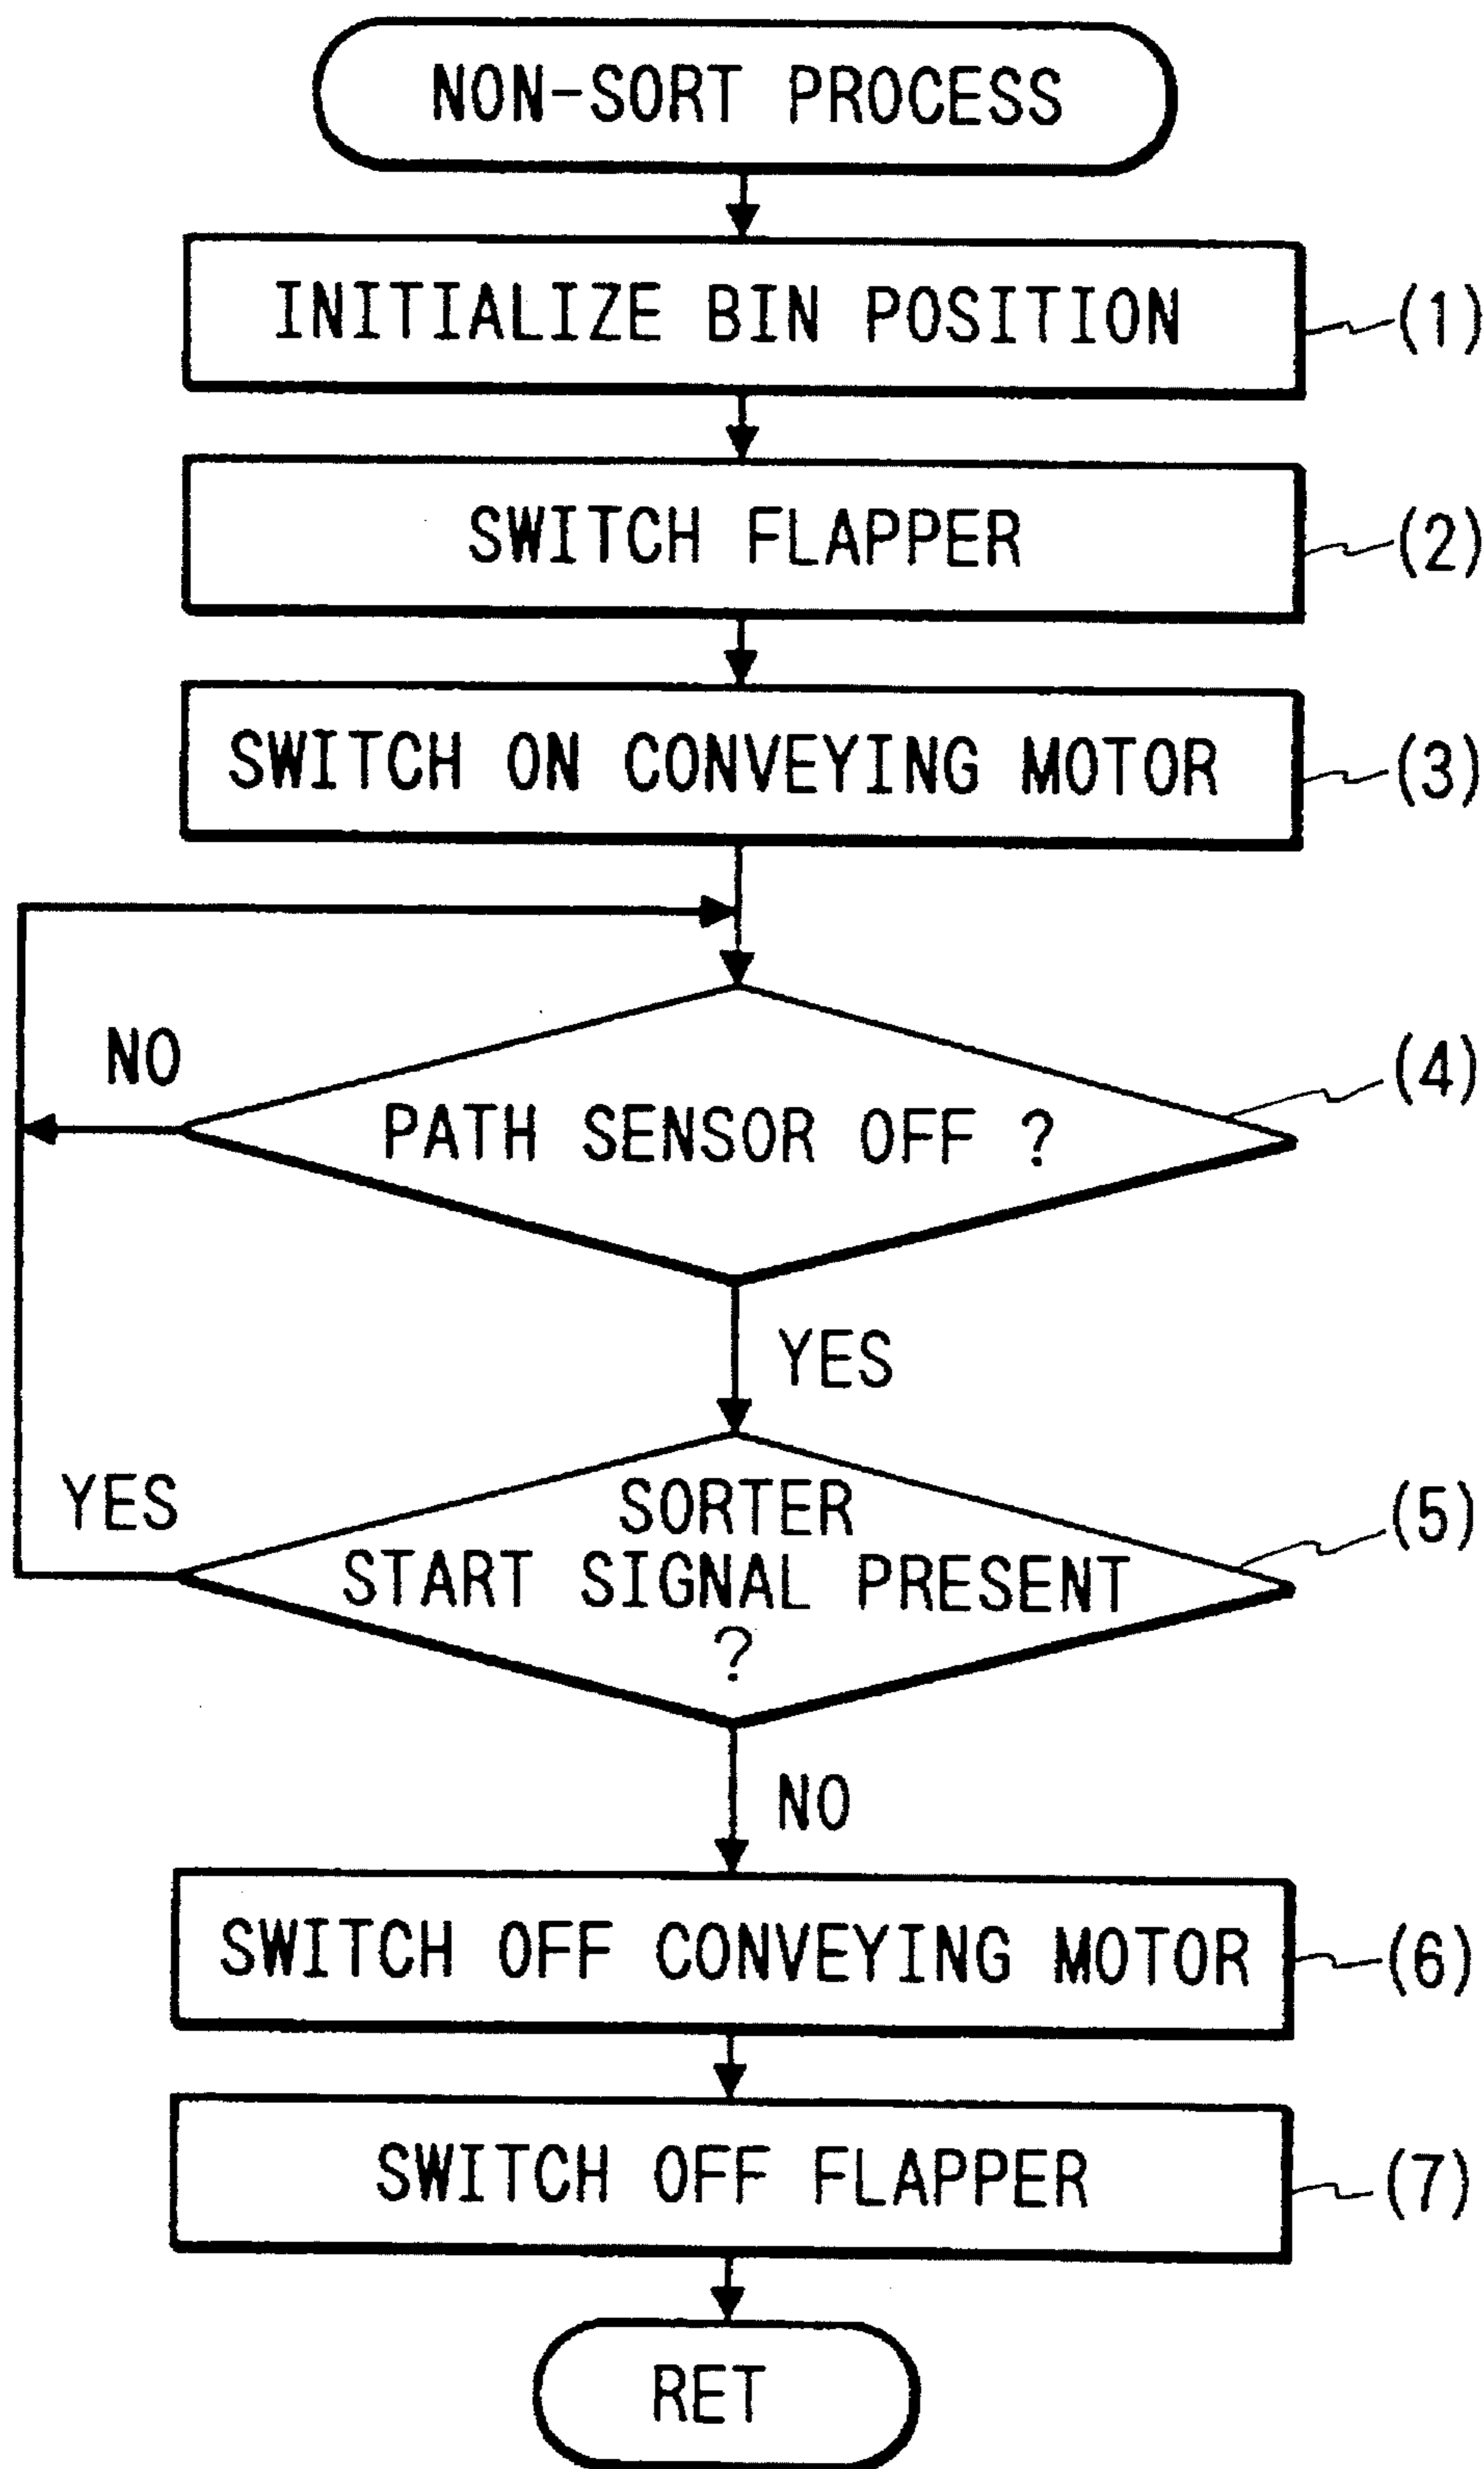 NON-SORT PROCESS
INITIALIZE BIN POSITION
(1)
SWITCH FLAPPER
(2)
SWITCH ON CONVEYING MOTOR
(3)
NO
PATH SENSOR OFF ?
(4)
YES
YES
SORTER
START SIGNAL PRESENT
?
(5)
NO
SWITCH OFF CONVEYING MOTOR
(6)
SWITCH OFF FLAPPER
(7)
RET